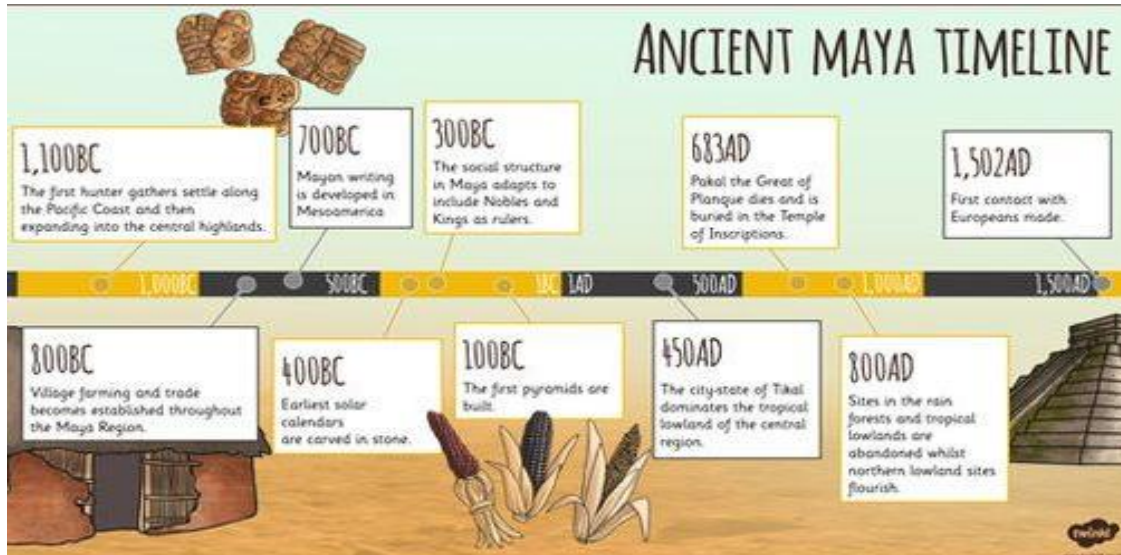 ANCIENT MAYA TIMELINE
1,100BC
The first hunter gathers settle along
the Pacific Coast and then
expanding into the central highlands.
700BC
Mayan writing
is developed in
Mesoamerica
300BC
The social structure
in Maya adapts to
include Nobles and
Kings as rulers.
683AD
Pakal the Great of
Planque dies and is
buried in the Temple
of Inscriptions.
1,502AD
First contact with
Europeans made.
1,000BC
500BC
1BC
1AD
500AD
1,000AD
1,500AD
800BC
Village farming and trade
becomes established throughout
the Maya Region.
400BC
Earliest solar
calendars
are carved in stone.
100BC
The first pyramids are
built.
450AD
The city-state of Tikal
dominates the tropical
lowland of the central
region.
800AD
Sites in the rain
forests and tropical
lowlands are
abandoned whilst
northern lowland sites
flourish.
twinkl